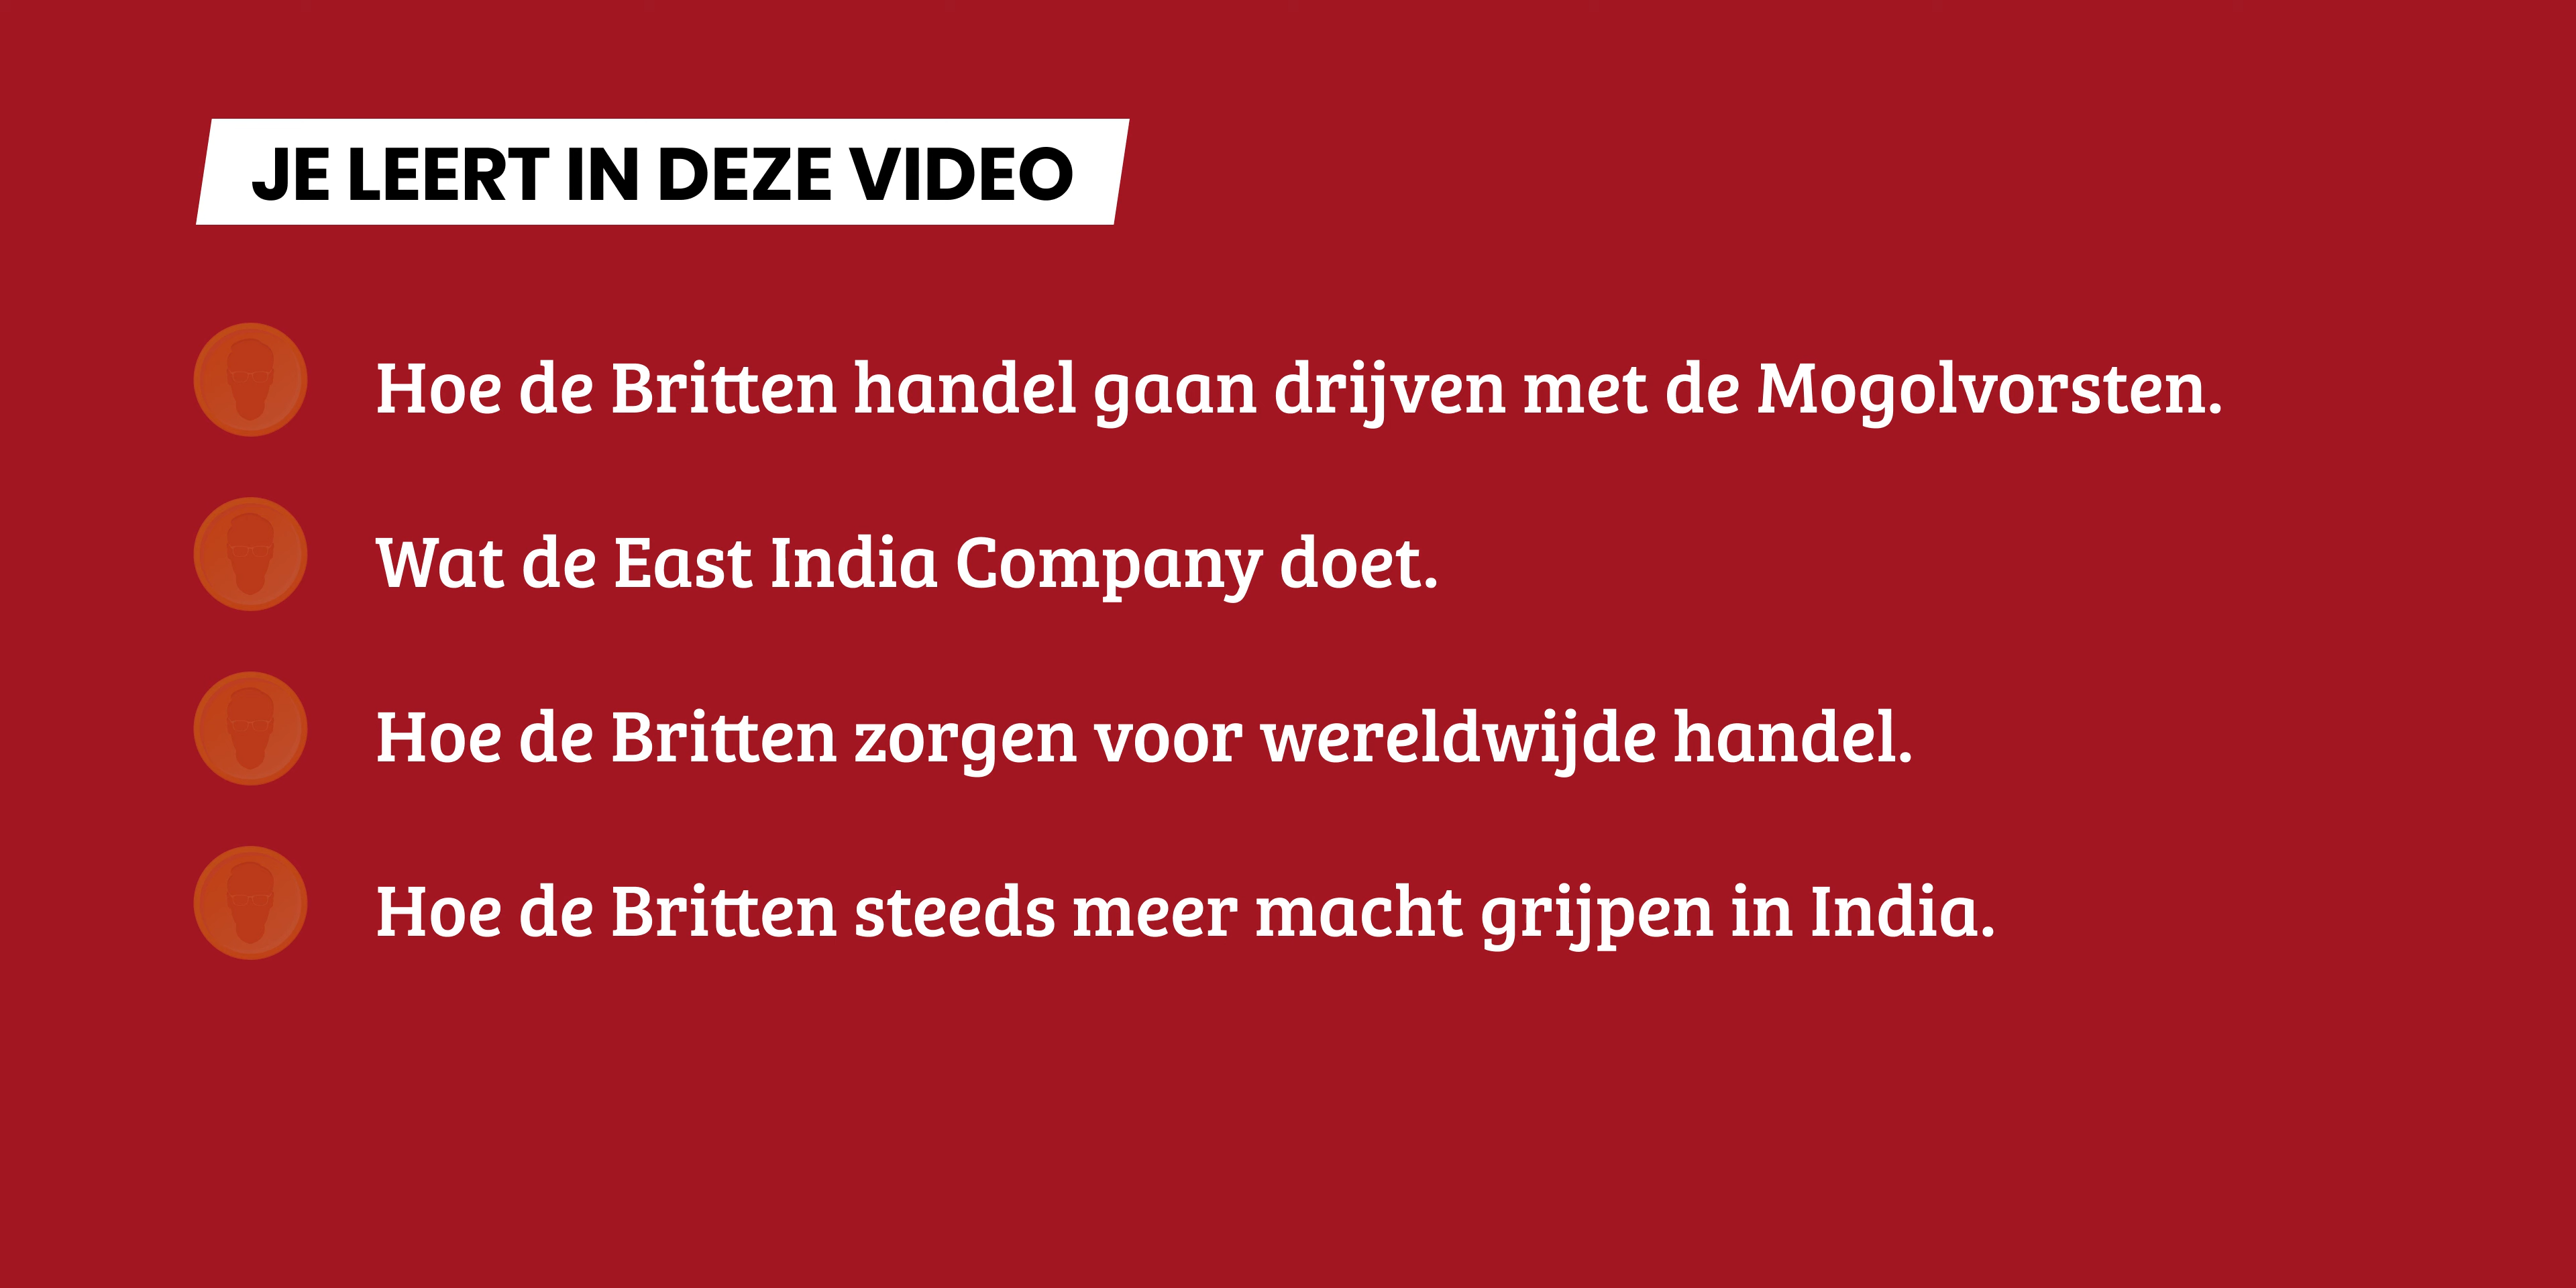 JE LEERT IN DEZE VIDEO
Hoe de Britten handel gaan drijven met de Mogolvorsten.
Wat de East India Company doet.
Hoe de Britten zorgen voor wereldwijde handel.
Hoe de Britten steeds meer macht grijpen in India.